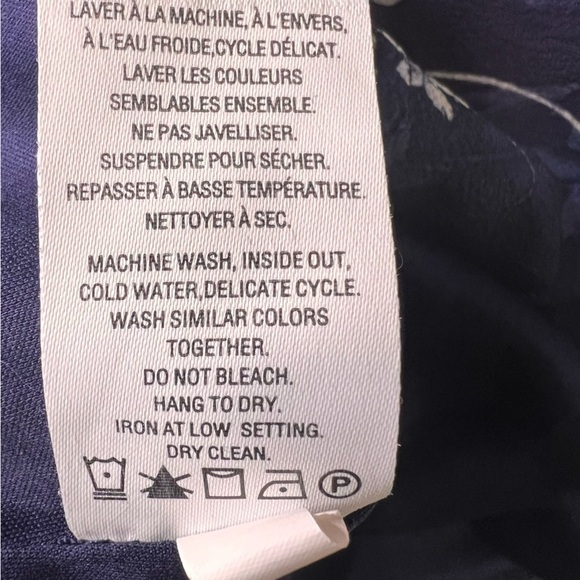 LAVER À LA MACHINE, À L'ENVERS,
À L'EAU FROIDE,CYCLE DÉLICAT.
LAVER LES COULEURS
SEMBLABLES ENSEMBLE.
NE PAS JAVELLISER.
SUSPENDRE POUR SÉCHER.
REPASSER À BASSE TEMPÉRATURE.
NETTOYER À SEC.
MACHINE WASH, INSIDE OUT,
COLD WATER,DELICATE CYCLE.
WASH SIMILAR COLORS
TOGETHER.
DO NOT BLEACH.
HANG TO DRY.
IRON AT LOW SETTING.
DRY CLEAN.
P